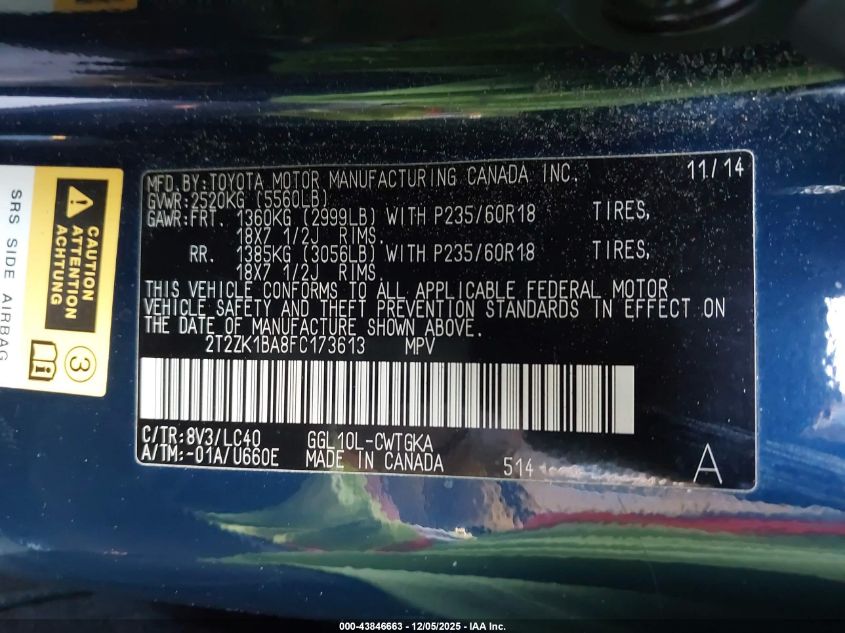 MFD.BY:TOYOTA MOTOR MANUFACTURING CANADA INC. 11/14
GVWR:2520KG (5560LB)
GAWR:FRT. 1360KG (2999LB) WITH P235/60R18 TIRES,
18X7 1/2J RIMS.
RR. 1385KG (3056LB) WITH P235/60R18 TIRES,
18X7 1/2J RIMS.
THIS VEHICLE CONFORMS TO ALL APPLICABLE FEDERAL MOTOR
VEHICLE SAFETY AND THEFT PREVENTION STANDARDS IN EFFECT ON
THE DATE OF MANUFACTURE SHOWN ABOVE.
2T2ZK1BA8FC173613 MPV
C/TR:8V3/LC40 GGL10L-CWTGKA
A/TM:-01A/U660E MADE IN CANADA 514 A
CAUTION
ATTENTION
ACHTUNG
3
SRS SIDE AIRBAG
000-43846663 - 12/05/2025 - IAA Inc.